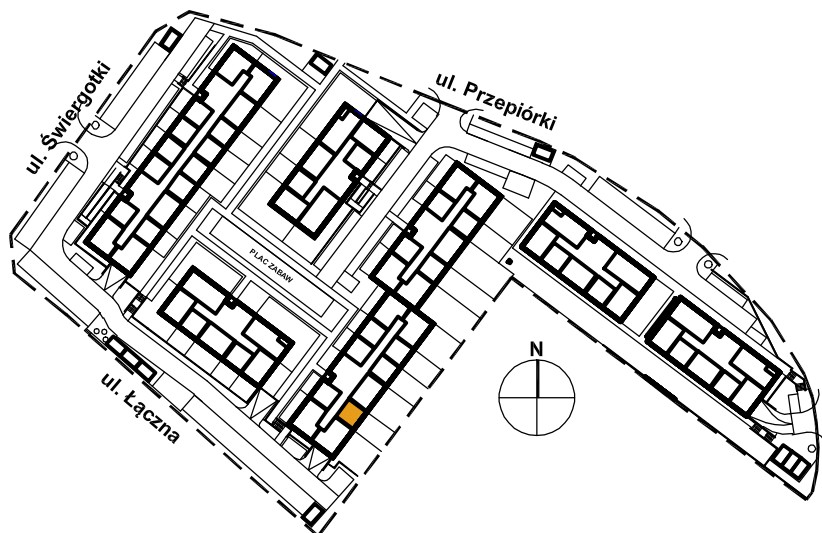 ul. Świergotki
ul. Przepiórki
PLAC ZABAW
N
ul. Łączna